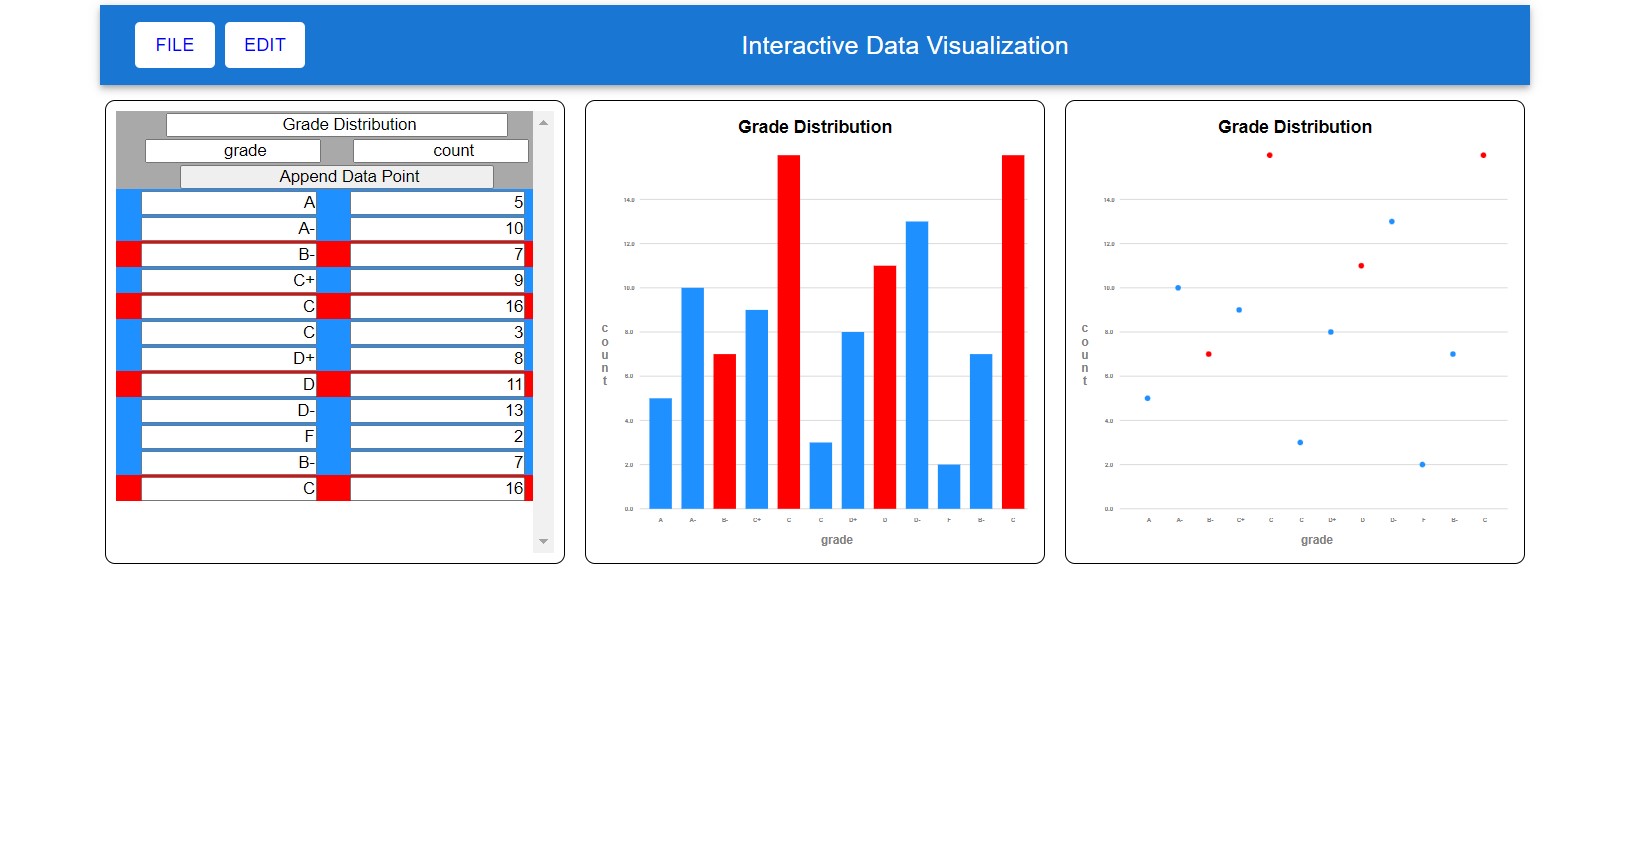 FILE EDIT Interactive Data Visualization
Grade Distribution
grade count
Append Data Point
A 5
A- 10
B- 7
C+ 9
C 16
C 3
D+ 8
D 11
D- 13
F 2
B- 7
C 16
Grade Distribution
14.0
12.0
10.0
8.0
6.0
4.0
2.0
0.0
count
A A- B- C+ C C D+ D D- F B- C
grade
Grade Distribution
14.0
12.0
10.0
8.0
6.0
4.0
2.0
0.0
count
A A- B- C+ C C D+ D D- F B- C
grade